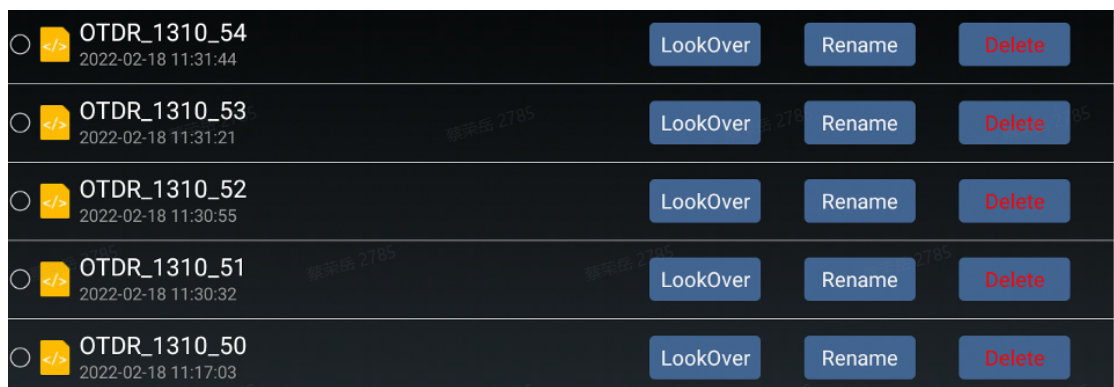 OTDR_1310_54
2022-02-18 11:31:44
LookOver Rename Delete
OTDR_1310_53
2022-02-18 11:31:21
LookOver Rename Delete
OTDR_1310_52
2022-02-18 11:30:55
LookOver Rename Delete
OTDR_1310_51
2022-02-18 11:30:32
LookOver Rename Delete
OTDR_1310_50
2022-02-18 11:17:03
LookOver Rename Delete